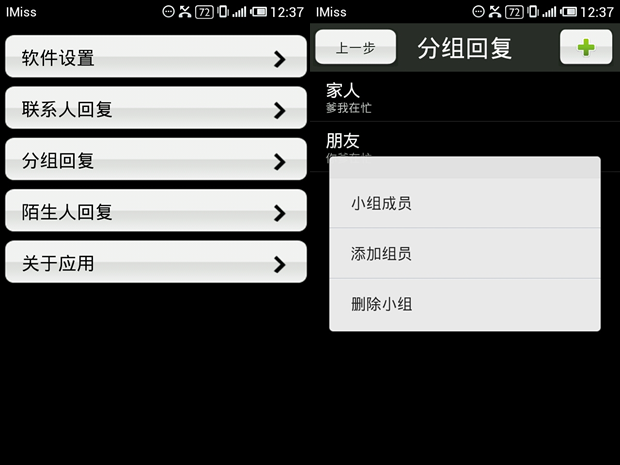 IMiss
72
12:37
软件设置
联系人回复
分组回复
陌生人回复
关于应用
IMiss
72
12:37
上一步
分组回复
家人
爹我在忙
朋友
小组成员
添加组员
删除小组